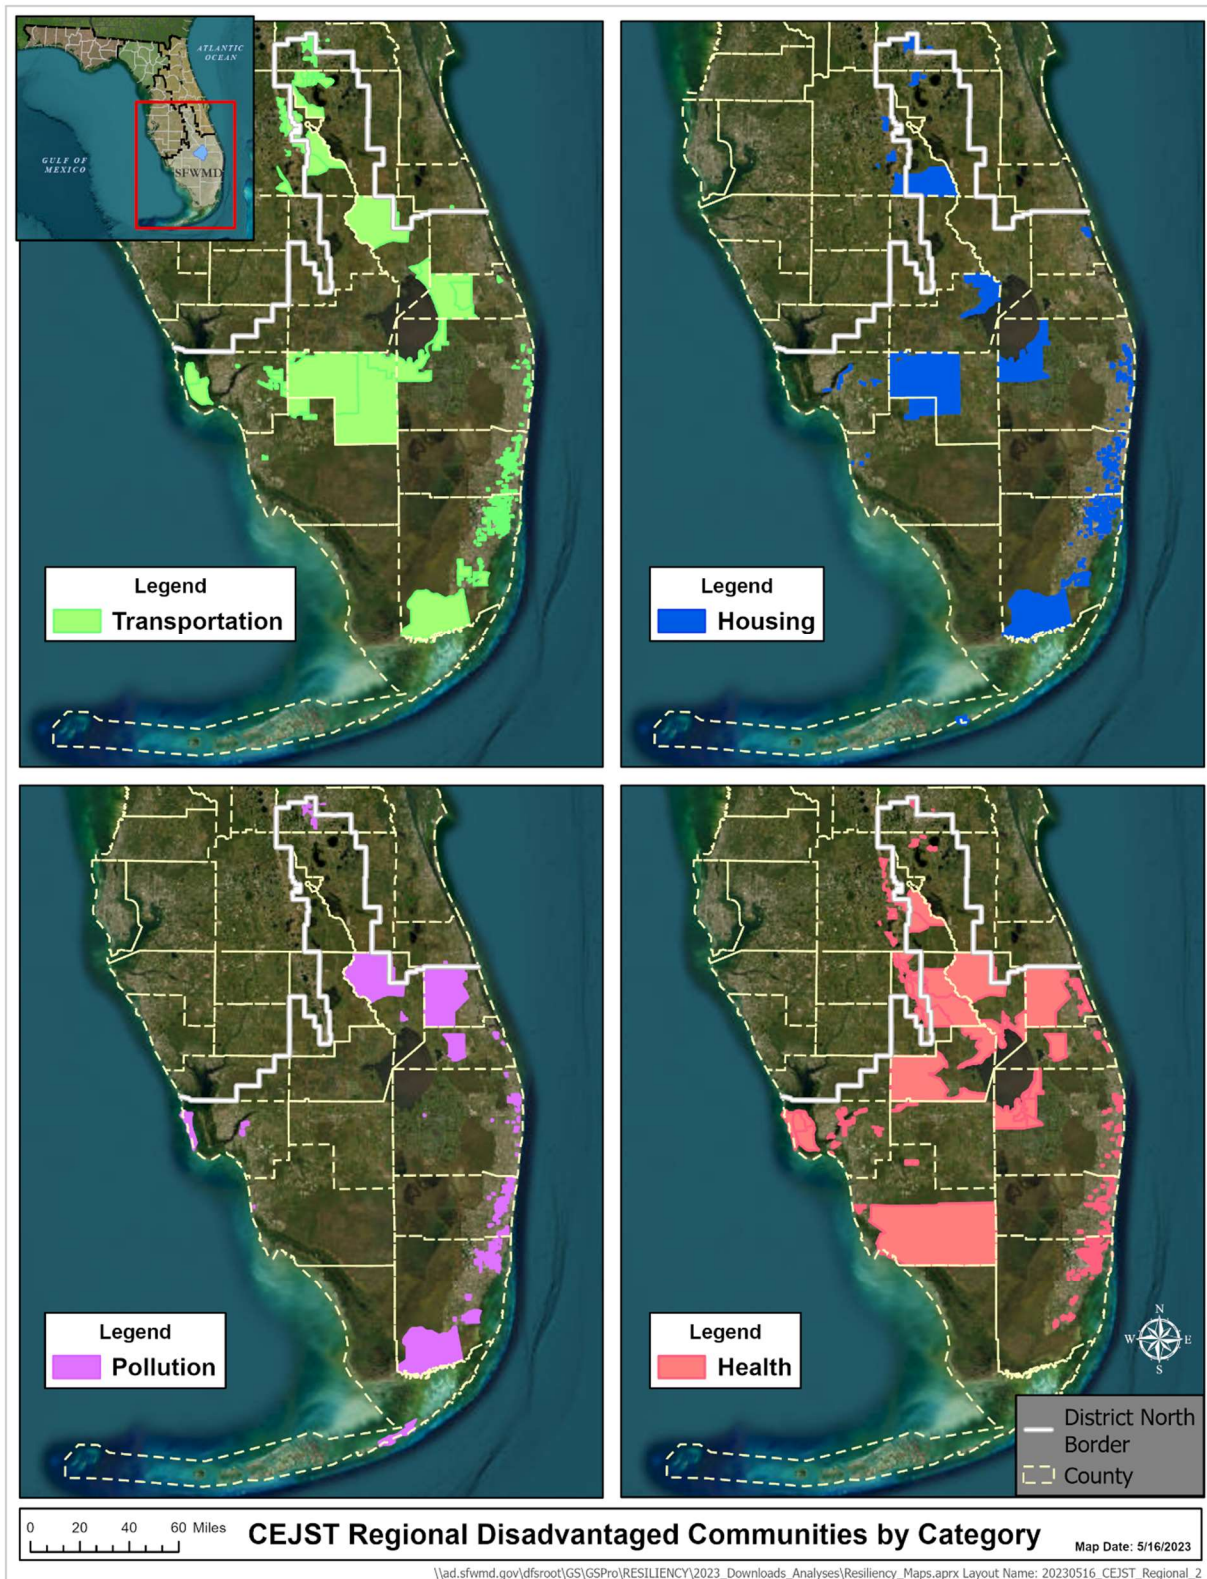 ATLANTIC
OCEAN
GULF OF
MEXICO
SFWMD
Legend
Transportation
Legend
Housing
Legend
Pollution
Legend
Health
N
W
E
S
District North
Border
County
0 20 40 60 Miles
CEJST Regional Disadvantaged Communities by Category
Map Date: 5/16/2023
\\ad.sfwmd.gov\dfsroot\GS\GSPro\RESILIENCY\2023_Downloads_Analyses\Resiliency_Maps.aprx Layout Name: 20230516_CEJST_Regional_2